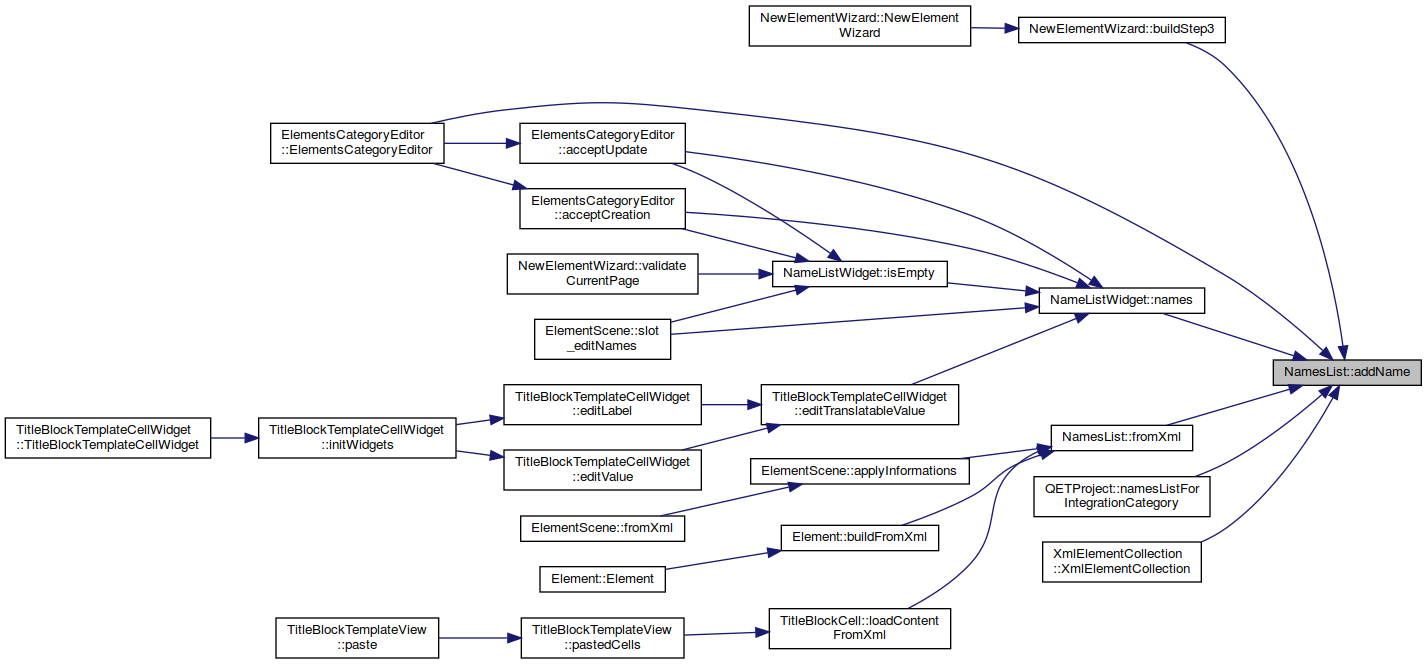 NewElementWizard::NewElement
Wizard
NewElementWizard::buildStep3
ElementsCategoryEditor
::ElementsCategoryEditor
ElementsCategoryEditor
::acceptUpdate
ElementsCategoryEditor
::acceptCreation
NewElementWizard::validate
CurrentPage
NameListWidget::isEmpty
NameListWidget::names
ElementScene::slot
_editNames
NamesList::addName
TitleBlockTemplateCellWidget
::TitleBlockTemplateCellWidget
TitleBlockTemplateCellWidget
::initWidgets
TitleBlockTemplateCellWidget
::editLabel
TitleBlockTemplateCellWidget
::editTranslatableValue
TitleBlockTemplateCellWidget
::editValue
NamesList::fromXml
ElementScene::applyInformations
QETProject::namesListFor
IntegrationCategory
ElementScene::fromXml
Element::buildFromXml
XmlElementCollection
::XmlElementCollection
Element::Element
TitleBlockTemplateView
::paste
TitleBlockTemplateView
::pastedCells
TitleBlockCell::loadContent
FromXml